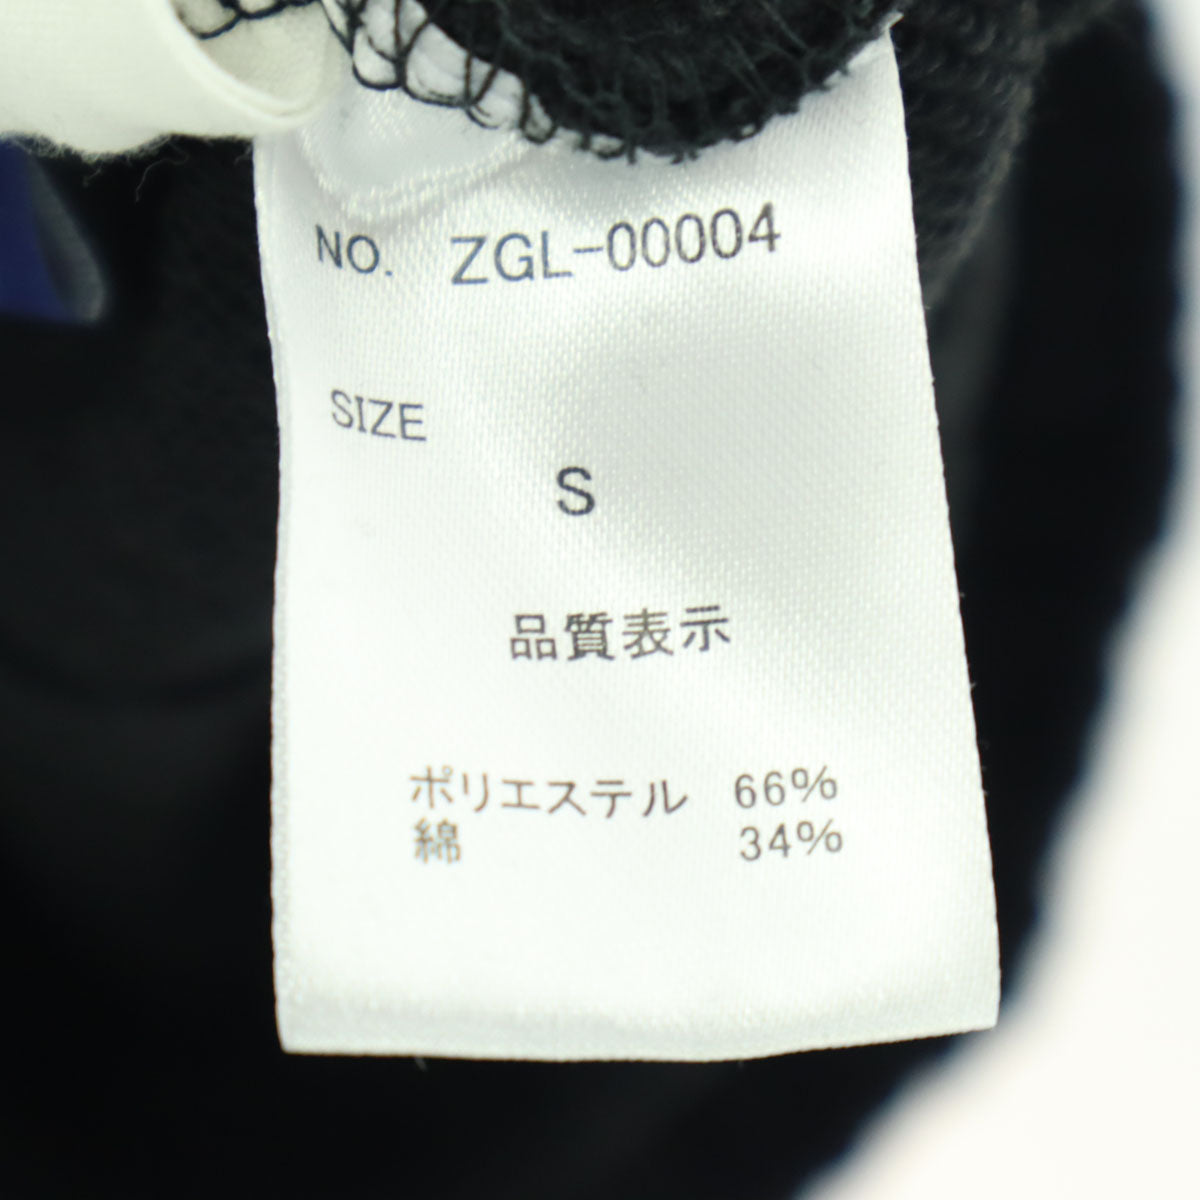 NO. ZGL-00004
SIZE
S
品質表示
ポリエステル 66%
綿 34%